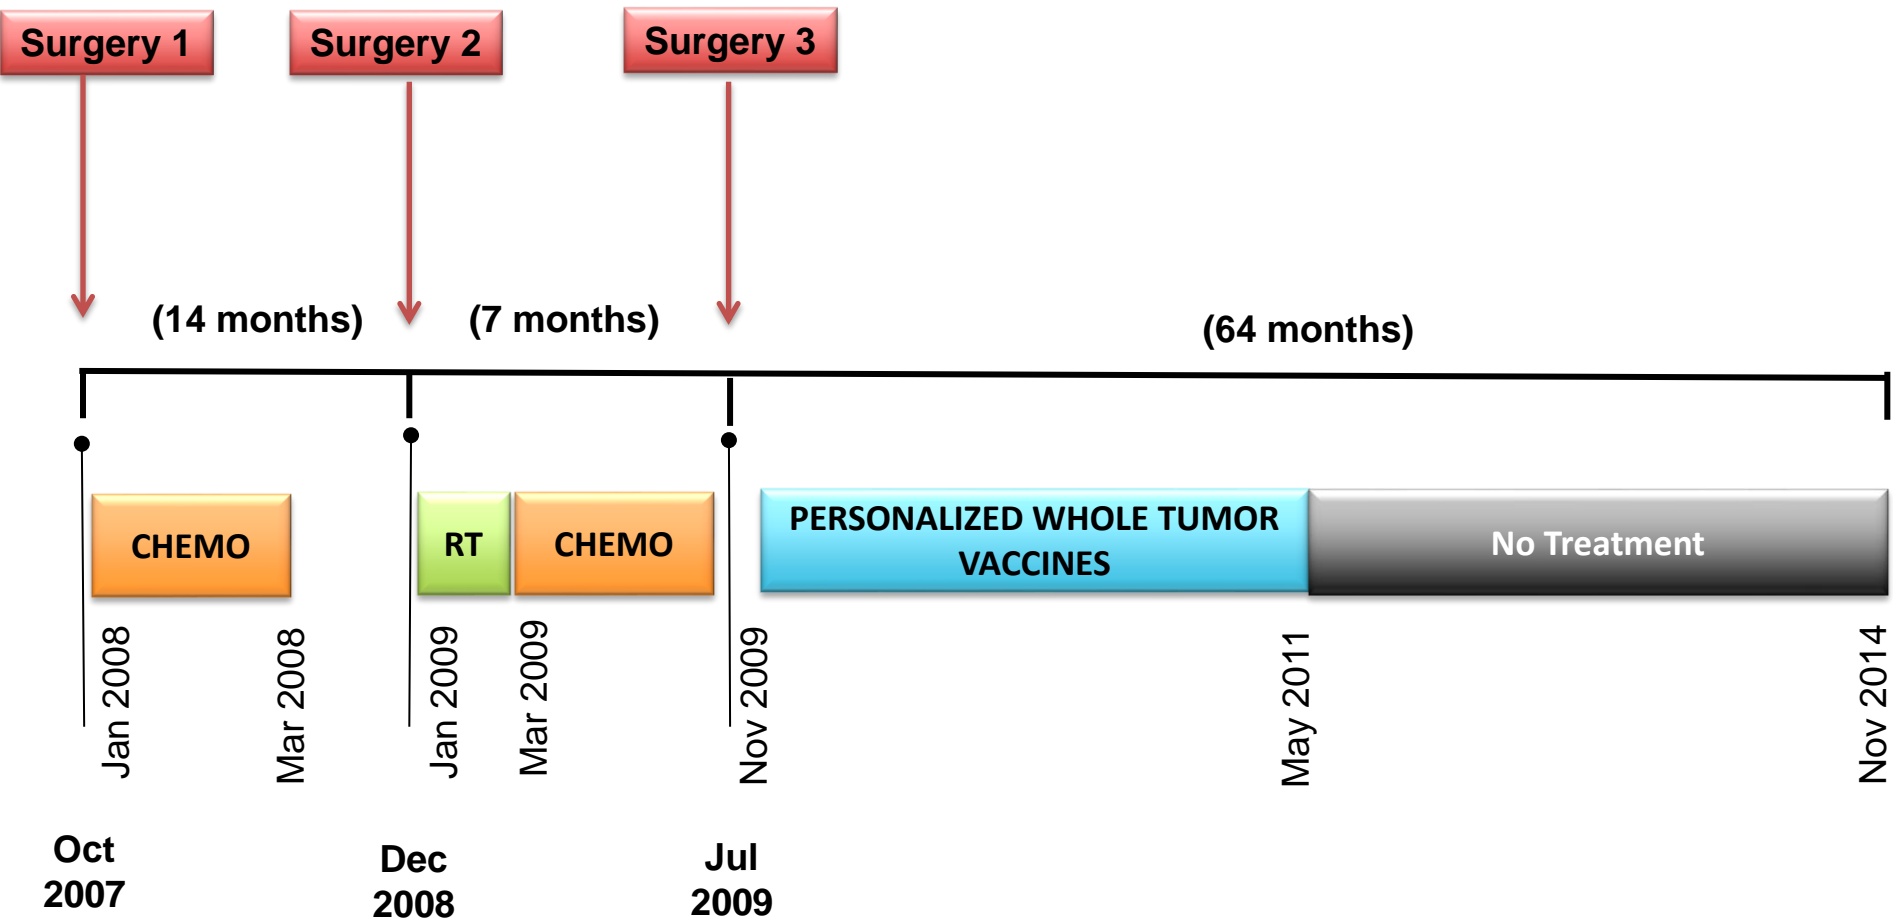 Surgery 1
Surgery 2
Surgery 3
(14 months)
(7 months)
(64 months)
CHEMO
RT
CHEMO
PERSONALIZED WHOLE TUMOR
VACCINES
No Treatment
Jan 2008
Mar 2008
Jan 2009
Mar 2009
Nov 2009
May 2011
Nov 2014
Oct
2007
Dec
2008
Jul
2009